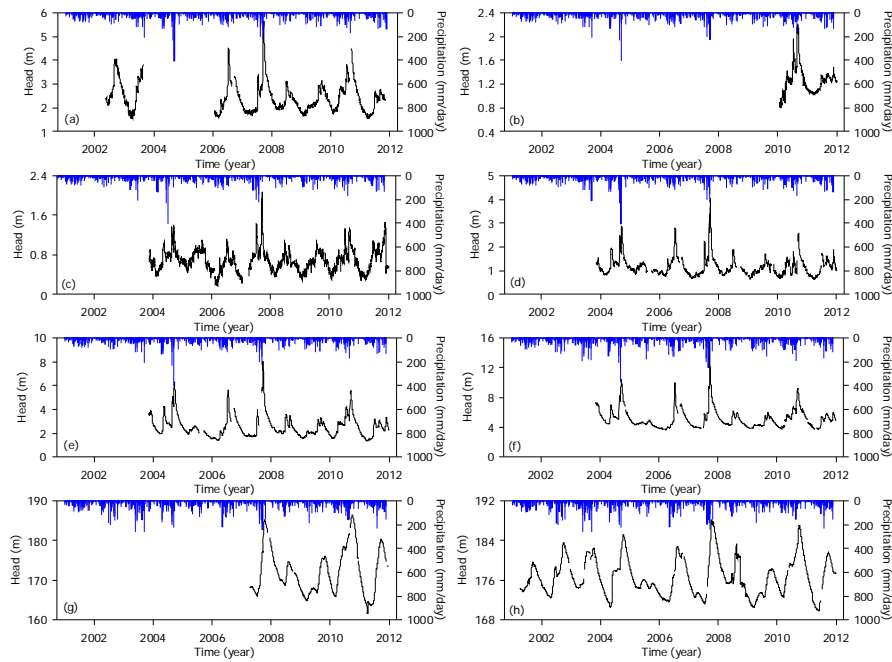 6 5 4 3 2 1
Head (m)
0 200 400 600 800 1000
Precipitation (mm/day)
(a)
2002 2004 2006 2008 2010 2012
Time (year)
2.4 2.0 1.6 1.2 0.8 0.4
Head (m)
0 200 400 600 800 1000
Precipitation (mm/day)
(b)
2002 2004 2006 2008 2010 2012
Time (year)
2.4 1.6 0.8 0
Head (m)
0 200 400 600 800 1000
Precipitation (mm/day)
(c)
2002 2004 2006 2008 2010 2012
Time (year)
5 4 3 2 1 0
Head (m)
0 200 400 600 800 1000
Precipitation (mm/day)
(d)
2002 2004 2006 2008 2010 2012
Time (year)
10 8 6 4 2 0
Head (m)
0 200 400 600 800 1000
Precipitation (mm/day)
(e)
2002 2004 2006 2008 2010 2012
Time (year)
16 12 8 4 0
Head (m)
0 200 400 600 800 1000
Precipitation (mm/day)
(f)
2002 2004 2006 2008 2010 2012
Time (year)
190 180 170 160
Head (m)
0 200 400 600 800 1000
Precipitation (mm/day)
(g)
2002 2004 2006 2008 2010 2012
Time (year)
192 184 176 168
Head (m)
0 200 400 600 800 1000
Precipitation (mm/day)
(h)
2002 2004 2006 2008 2010 2012
Time (year)